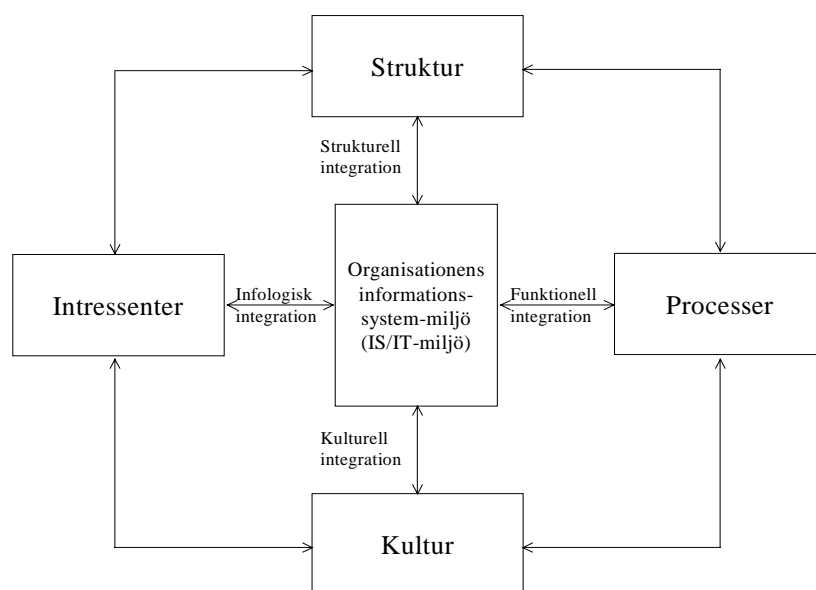 Struktur
Strukturell
integration
Intressenter
Infologisk
integration
Organisationens
informations-
system-miljö
(IS/IT-miljö)
Funktionell
integration
Processer
Kulturell
integration
Kultur